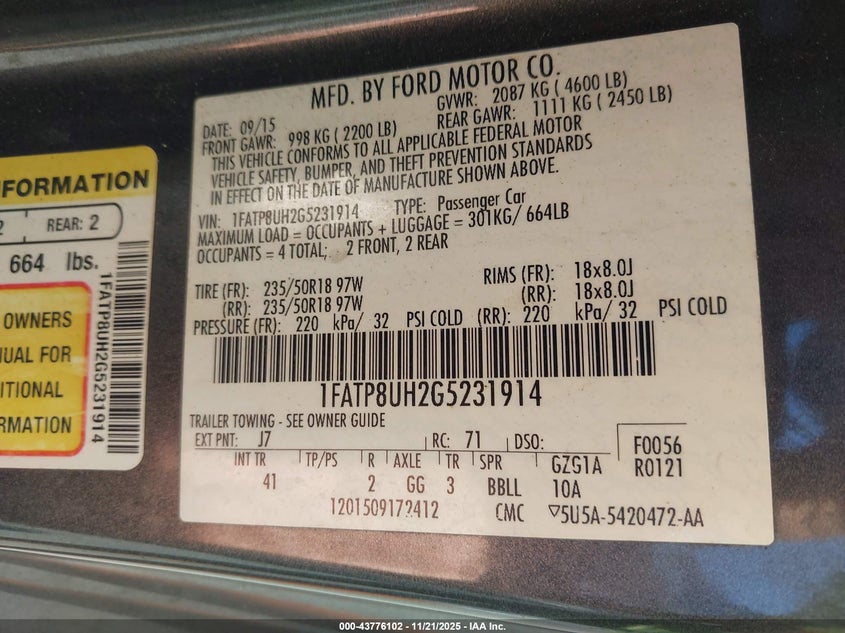 MFD. BY FORD MOTOR CO.
DATE: 09/15 GVWR: 2087 KG ( 4600 LB)
FRONT GAWR: 998 KG ( 2200 LB) REAR GAWR: 1111 KG ( 2450 LB)
THIS VEHICLE CONFORMS TO ALL APPLICABLE FEDERAL MOTOR
VEHICLE SAFETY, BUMPER, AND THEFT PREVENTION STANDARDS
IN EFFECT ON THE DATE OF MANUFACTURE SHOWN ABOVE.
VIN: 1FATP8UH2G5231914 TYPE: Passenger Car
MAXIMUM LOAD = OCCUPANTS + LUGGAGE = 301KG/ 664LB
OCCUPANTS = 4 TOTAL; 2 FRONT, 2 REAR
TIRE (FR): 235/50R18 97W RIMS (FR): 18x8.0J
(RR): 235/50R18 97W (RR): 18x8.0J
PRESSURE (FR): 220 kPa/ 32 PSI COLD (RR): 220 kPa/ 32 PSI COLD
1FATP8UH2G5231914
TRAILER TOWING - SEE OWNER GUIDE
EXT PNT: J7 RC: 71 DSO: F0056
INT TR TP/PS R AXLE TR SPR GZG1A R0121
41 2 GG 3 BBLL 10A
1201509172412 CMC ▽5U5A-5420472-AA
FORMATION
2 REAR: 2
664 lbs.
OWNERS
UAL FOR
ITIONAL
RMATION
1FATP8UH2G5231914
000-43776102 - 11/21/2025 - IAA Inc.